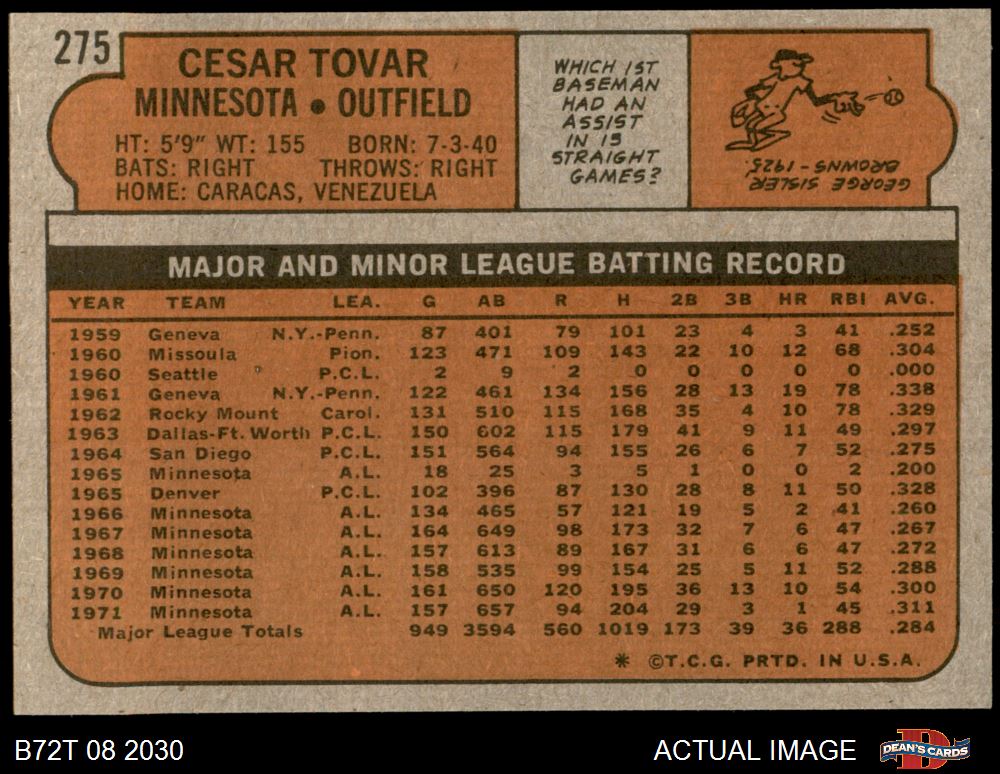 275
CESAR TOVAR
MINNESOTA • OUTFIELD
HT: 5'9" WT: 155 BORN: 7-3-40
BATS: RIGHT THROWS: RIGHT
HOME: CARACAS, VENEZUELA
WHICH 1ST
BASEMAN
HAD AN
ASSIST
IN 15
STRAIGHT
GAMES?
GEORGE SISLER
BROWNS - 1925
MAJOR AND MINOR LEAGUE BATTING RECORD
YEAR TEAM LEA. G AB R H 2B 3B HR RBI AVG.
1959 Geneva N.Y.-Penn. 87 401 79 101 23 4 3 41 .252
1960 Missoula Pion. 123 471 109 143 22 10 12 68 .304
1960 Seattle P.C.L. 2 9 2 0 0 0 0 0 .000
1961 Geneva N.Y.-Penn. 122 461 134 156 28 13 19 78 .338
1962 Rocky Mount Carol. 131 510 115 168 35 4 10 78 .329
1963 Dallas-Ft. Worth P.C.L. 150 602 115 179 41 9 11 49 .297
1964 San Diego P.C.L. 151 564 94 155 26 6 7 52 .275
1965 Minnesota A.L. 18 25 3 5 1 0 0 2 .200
1965 Denver P.C.L. 102 396 87 130 28 8 11 50 .328
1966 Minnesota A.L. 134 465 57 121 19 5 2 41 .260
1967 Minnesota A.L. 164 649 98 173 32 7 6 47 .267
1968 Minnesota A.L. 157 613 89 167 31 6 6 47 .272
1969 Minnesota A.L. 158 535 99 154 25 5 11 52 .288
1970 Minnesota A.L. 161 650 120 195 36 13 10 54 .300
1971 Minnesota A.L. 157 657 94 204 29 3 1 45 .311
Major League Totals 949 3594 560 1019 173 39 36 288 .284
* ©T.C.G. PRTD. IN U.S.A.
B72T 08 2030
ACTUAL IMAGE
DEAN'S CARDS